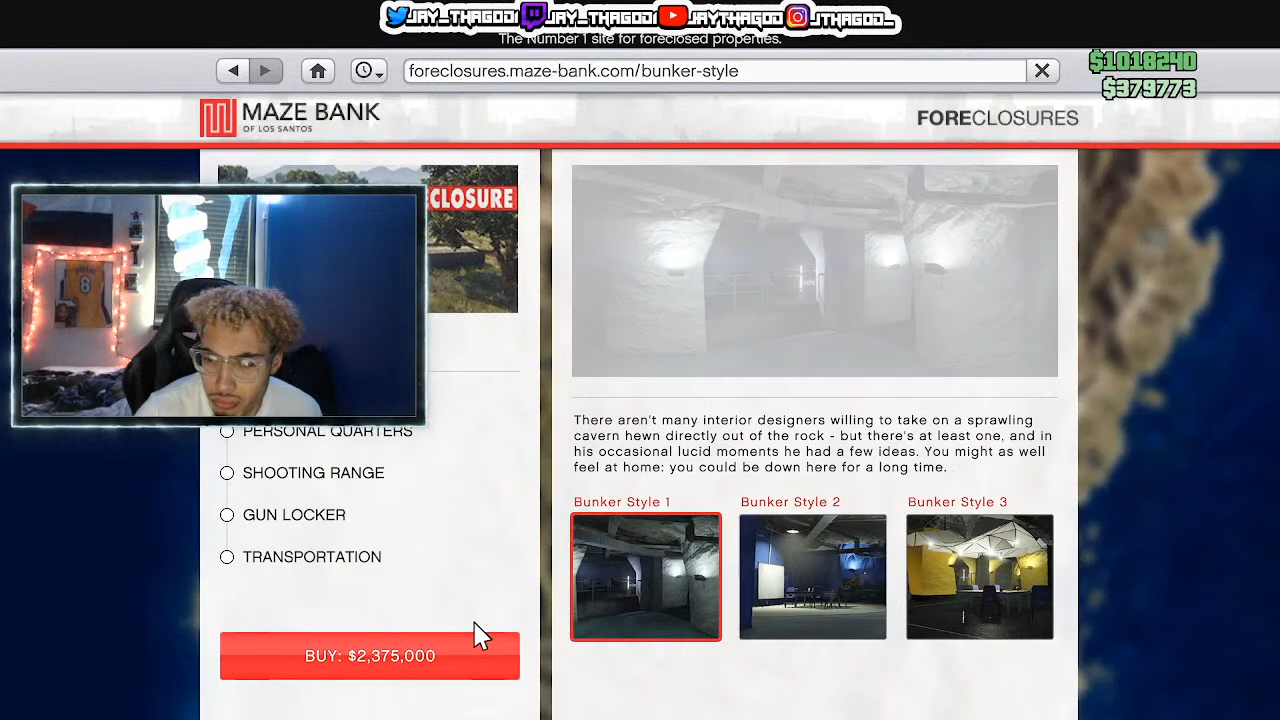 JAY_THAGOD JAY_THAGOD JAYTHAGOD JTHAGOD_
The Number 1 site for foreclosed properties.
foreclosures.maze-bank.com/bunker-style
$1018240
$379773
MAZE BANK
OF LOS SANTOS
FORECLOSURES
CLOSURE
8
PERSONAL QUARTERS
SHOOTING RANGE
GUN LOCKER
TRANSPORTATION
BUY: $2,375,000
There aren't many interior designers willing to take on a sprawling
cavern hewn directly out of the rock - but there's at least one, and in
his occasional lucid moments he had a few ideas. You might as well
feel at home: you could be down here for a long time.
Bunker Style 1 Bunker Style 2 Bunker Style 3